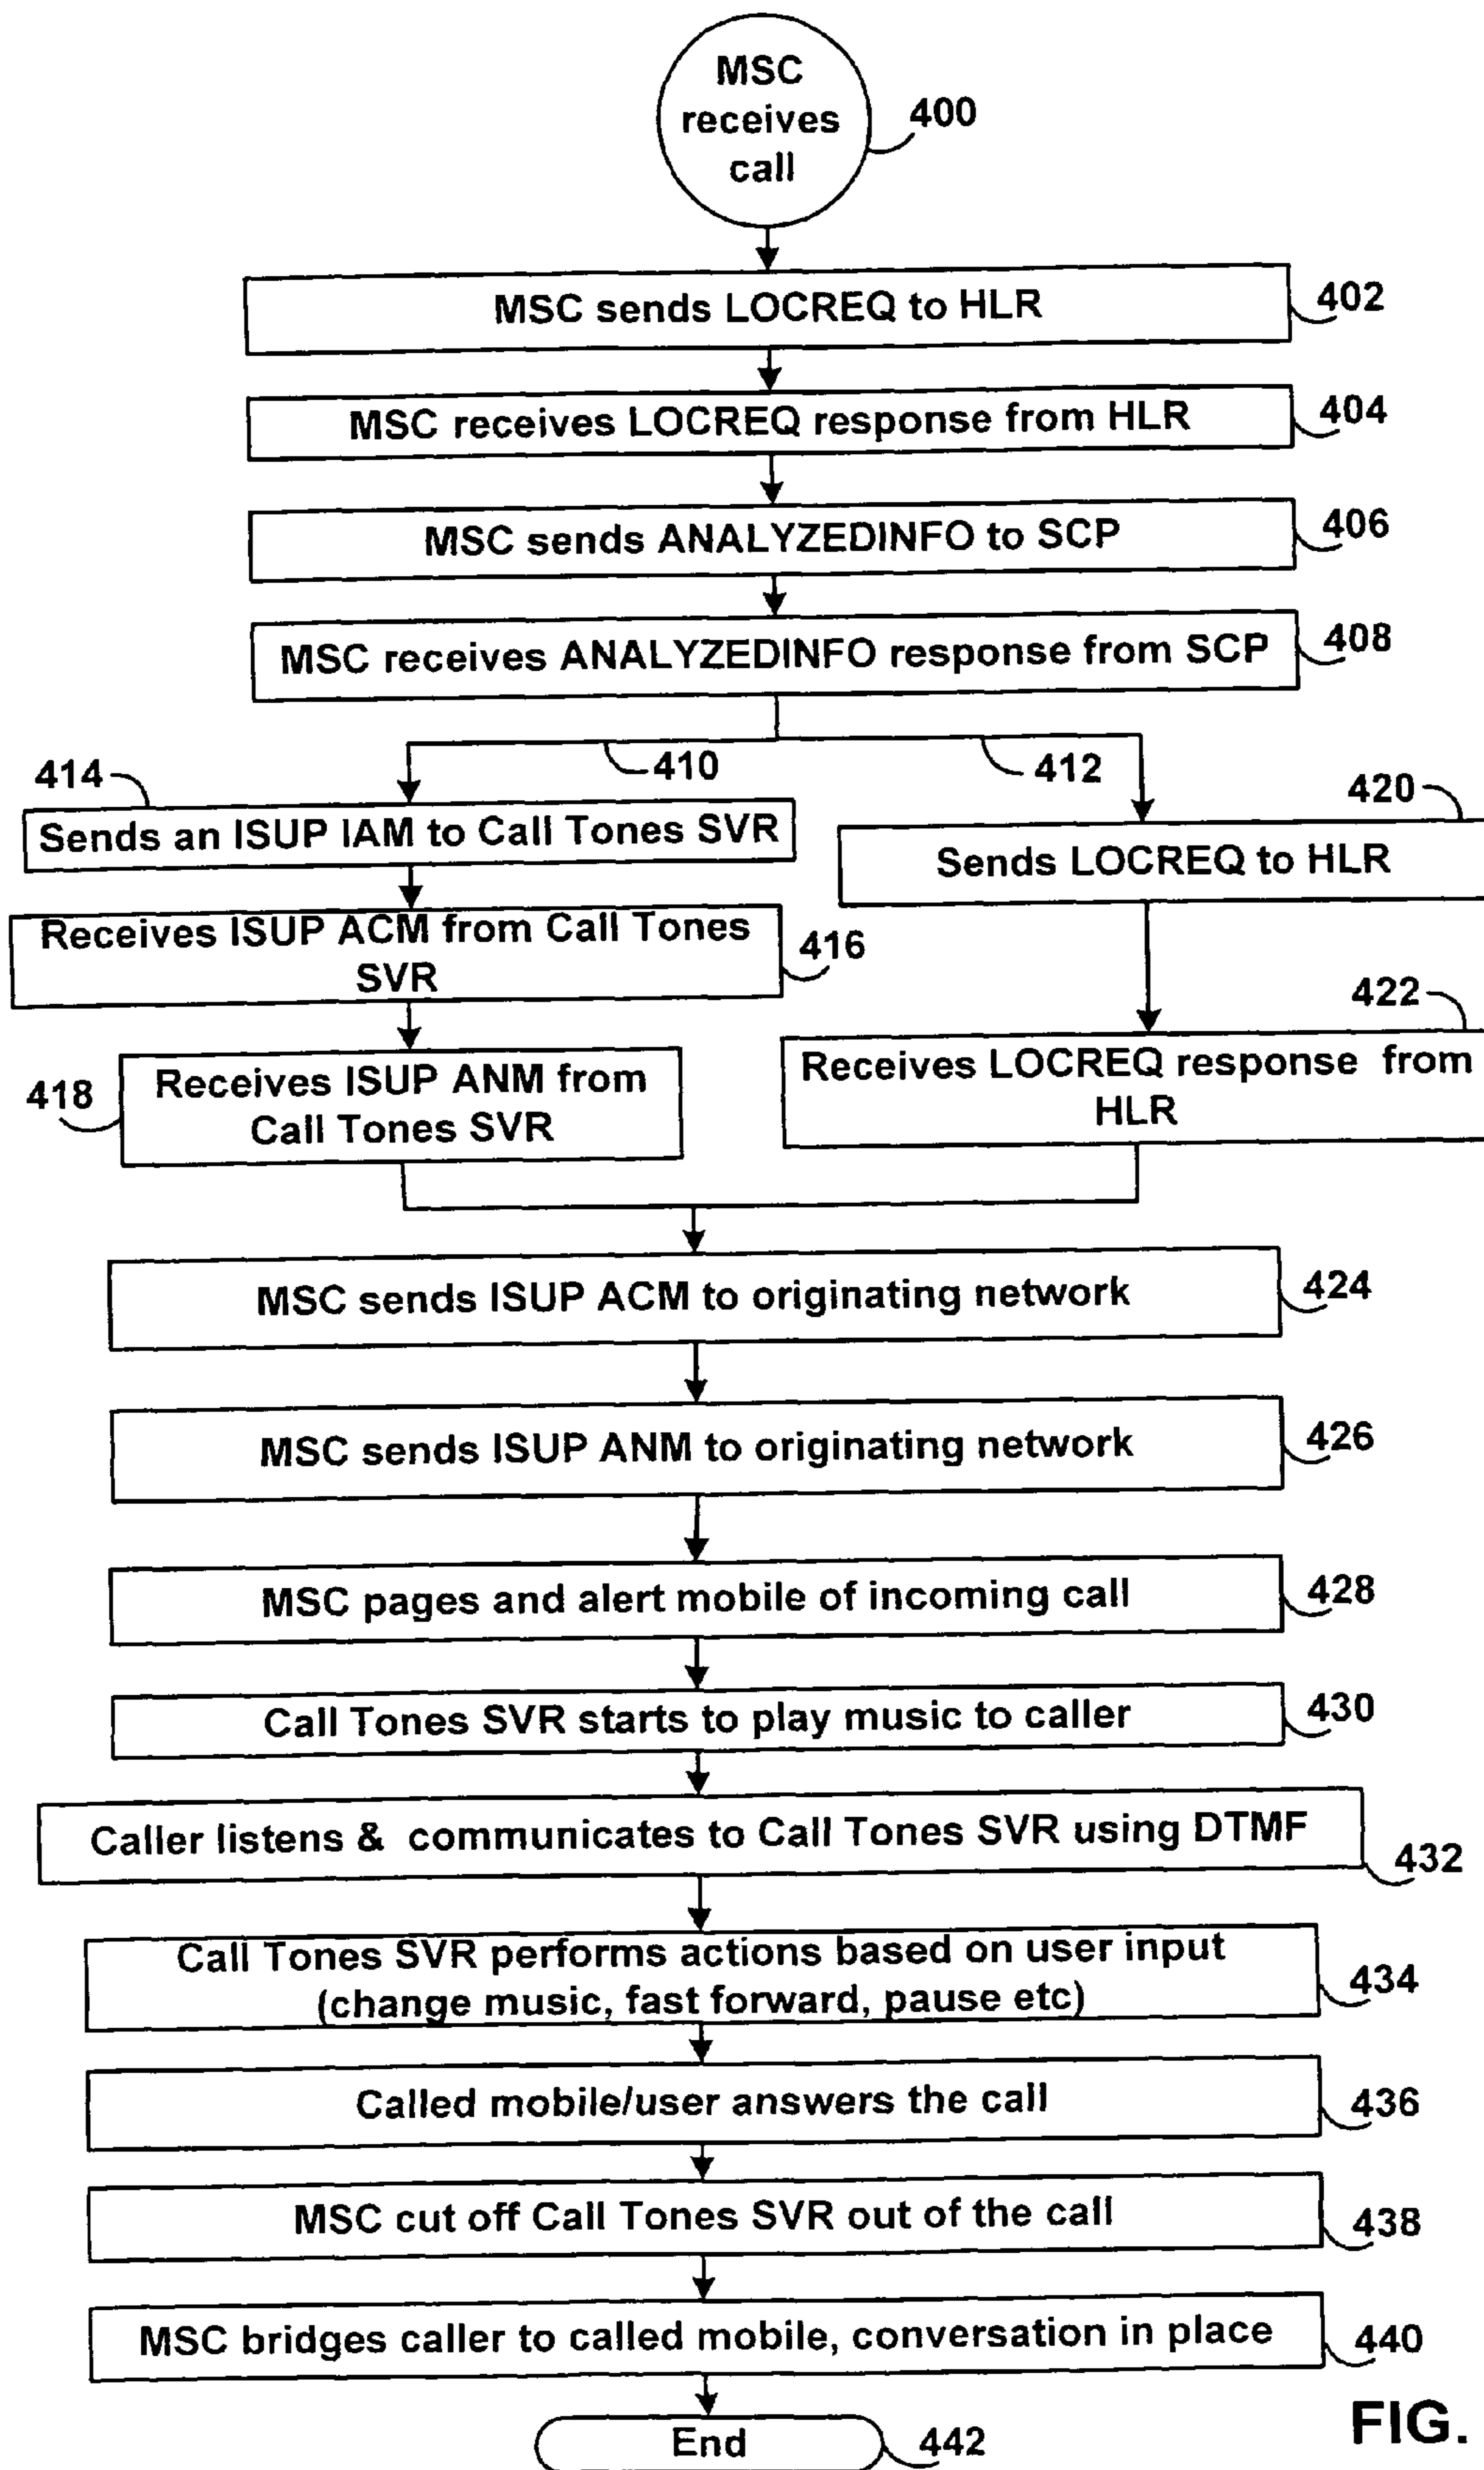 MSC
receives
call
400
MSC sends LOCREQ to HLR
402
MSC receives LOCREQ response from HLR
404
MSC sends ANALYZEDINFO to SCP
406
MSC receives ANALYZEDINFO response from SCP
408
410
412
414
Sends an ISUP IAM to Call Tones SVR
420
Sends LOCREQ to HLR
Receives ISUP ACM from Call Tones
SVR
416
422
Receives LOCREQ response from
HLR
418
Receives ISUP ANM from
Call Tones SVR
MSC sends ISUP ACM to originating network
424
MSC sends ISUP ANM to originating network
426
MSC pages and alert mobile of incoming call
428
Call Tones SVR starts to play music to caller
430
Caller listens & communicates to Call Tones SVR using DTMF
432
Call Tones SVR performs actions based on user input
(change music, fast forward, pause etc)
434
Called mobile/user answers the call
436
MSC cut off Call Tones SVR out of the call
438
MSC bridges caller to called mobile, conversation in place
440
End
442
FIG.